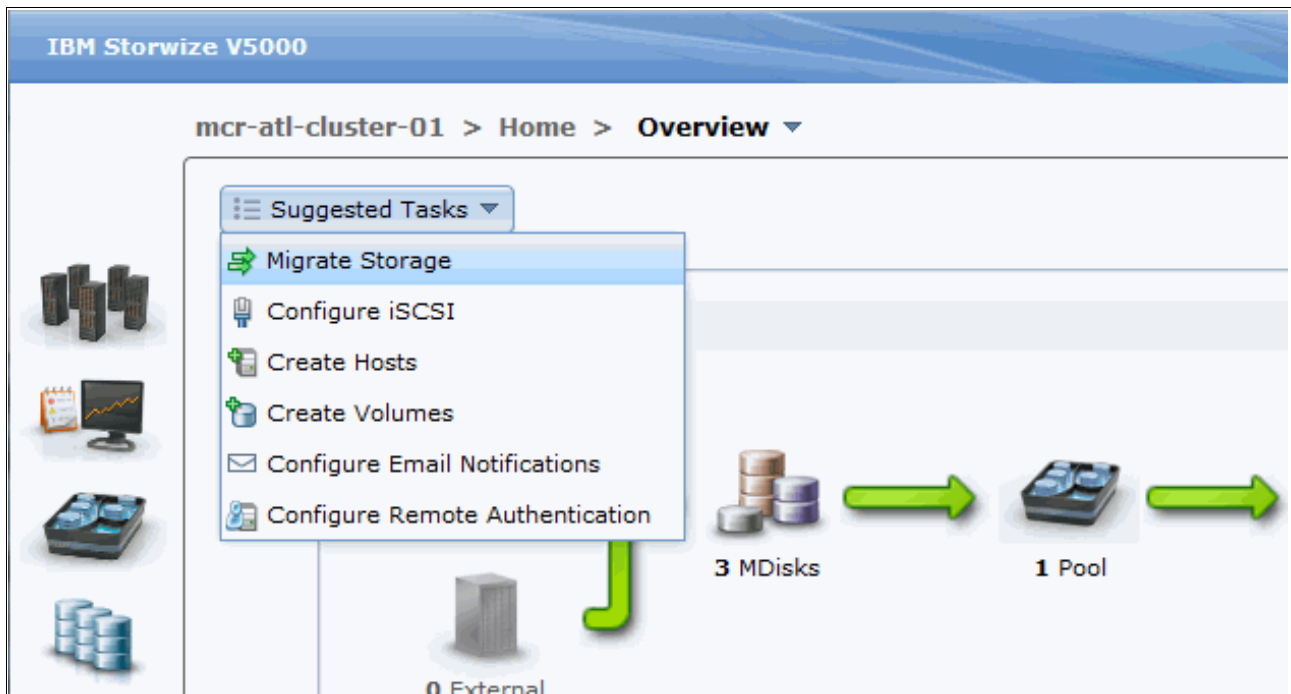 IBM Storwize V5000
mcr-atl-cluster-01 > Home > Overview
Suggested Tasks
Migrate Storage
Configure iSCSI
Create Hosts
Create Volumes
Configure Email Notifications
Configure Remote Authentication
3 MDisks
1 Pool
0 External